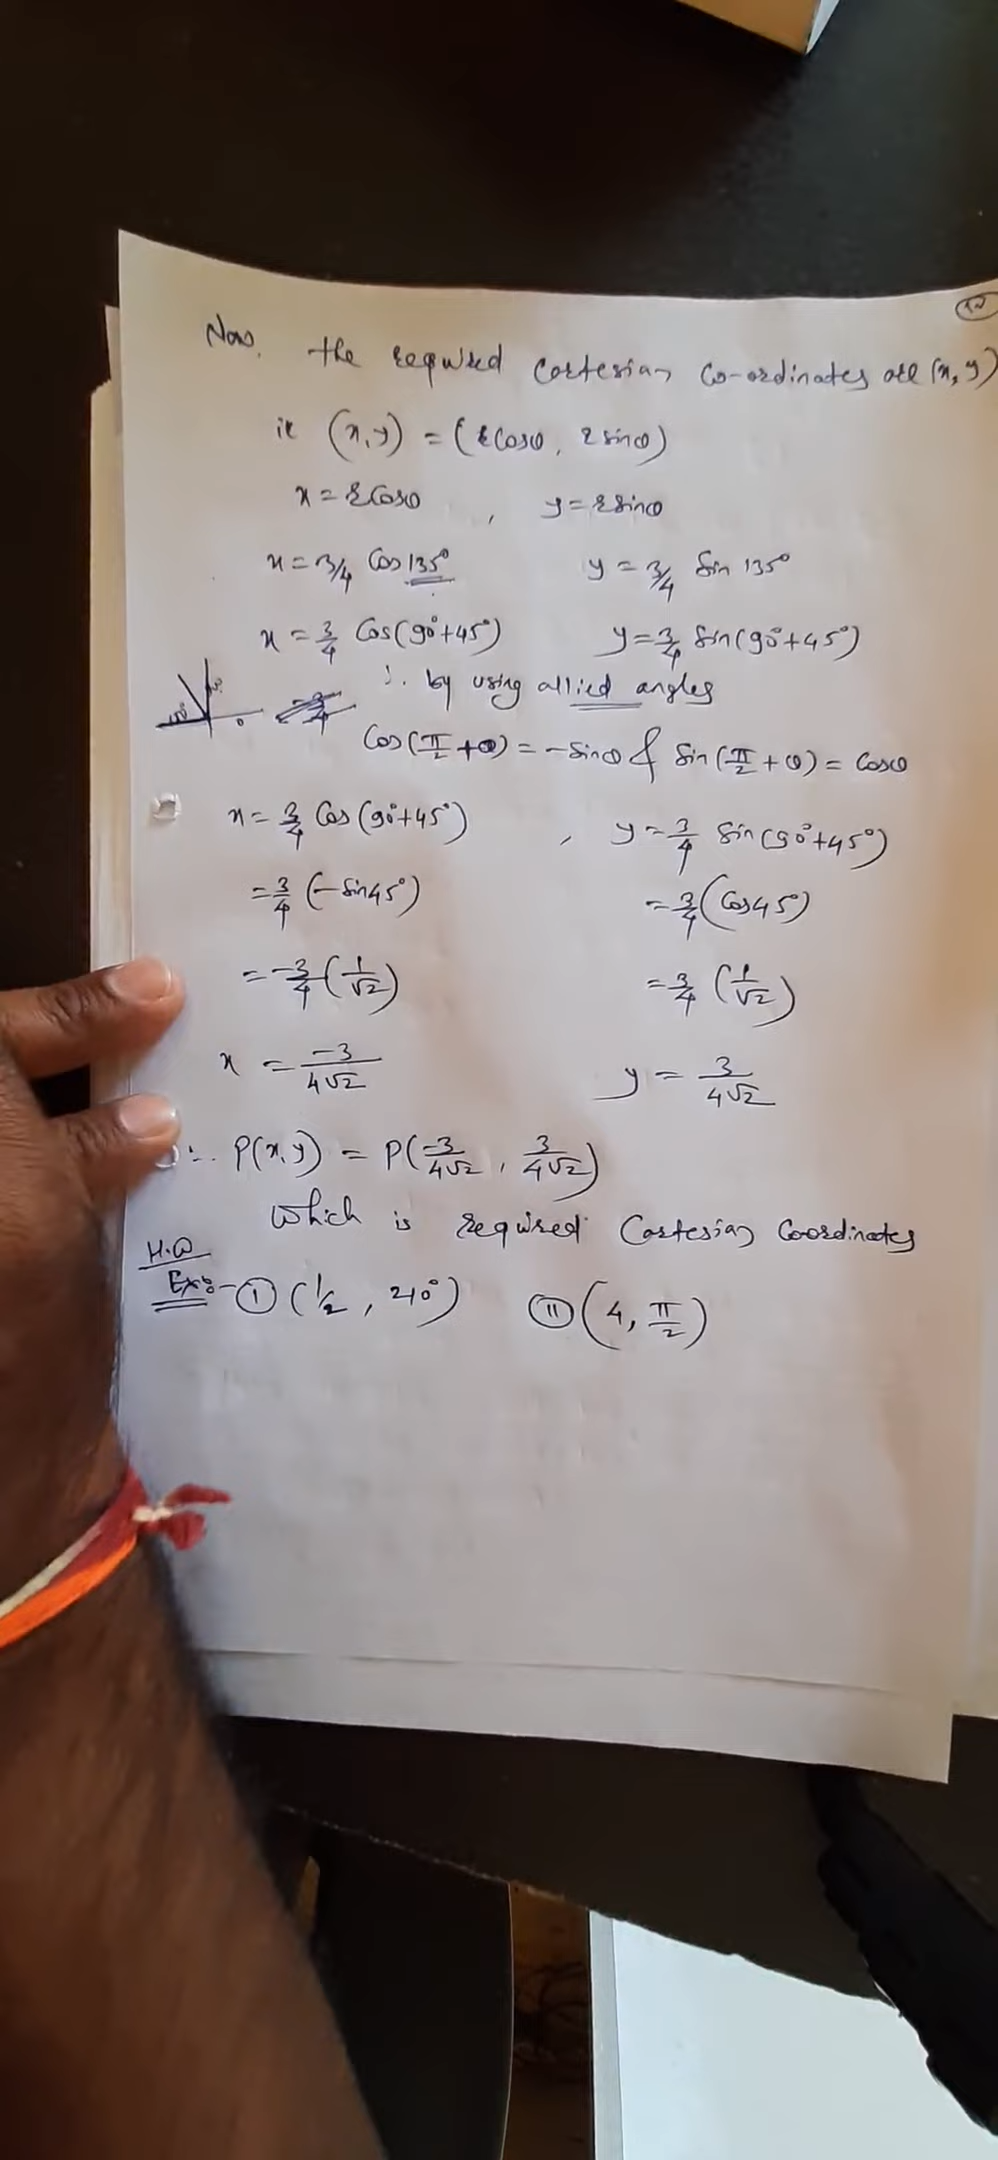 Now, the required Cartesian Co-ordinates are (x, y)
ie (x, y) = (r Cosθ, r sinθ)
x = r Cosθ , y = r sinθ
x = 3/4 Cos 135° y = 3/4 Sin 135°
x = 3/4 Cos(90°+45°) y = 3/4 Sin(90°+45°)
∴ by using allied angles
Cos(π/2 + θ) = -Sinθ & Sin(π/2 + θ) = Cosθ
x = 3/4 Cos(90°+45°) , y = 3/4 Sin(90°+45°)
= 3/4 (-Sin45°) = 3/4 (Cos45°)
= -3/4 (1/√2) = 3/4 (1/√2)
x = -3/4√2 y = 3/4√2
∴ P(x, y) = P(-3/4√2, 3/4√2)
Which is required Cartesian Coordinates
H.W
Ex:- (I) (1/2, 210°) (II) (4, π/2)